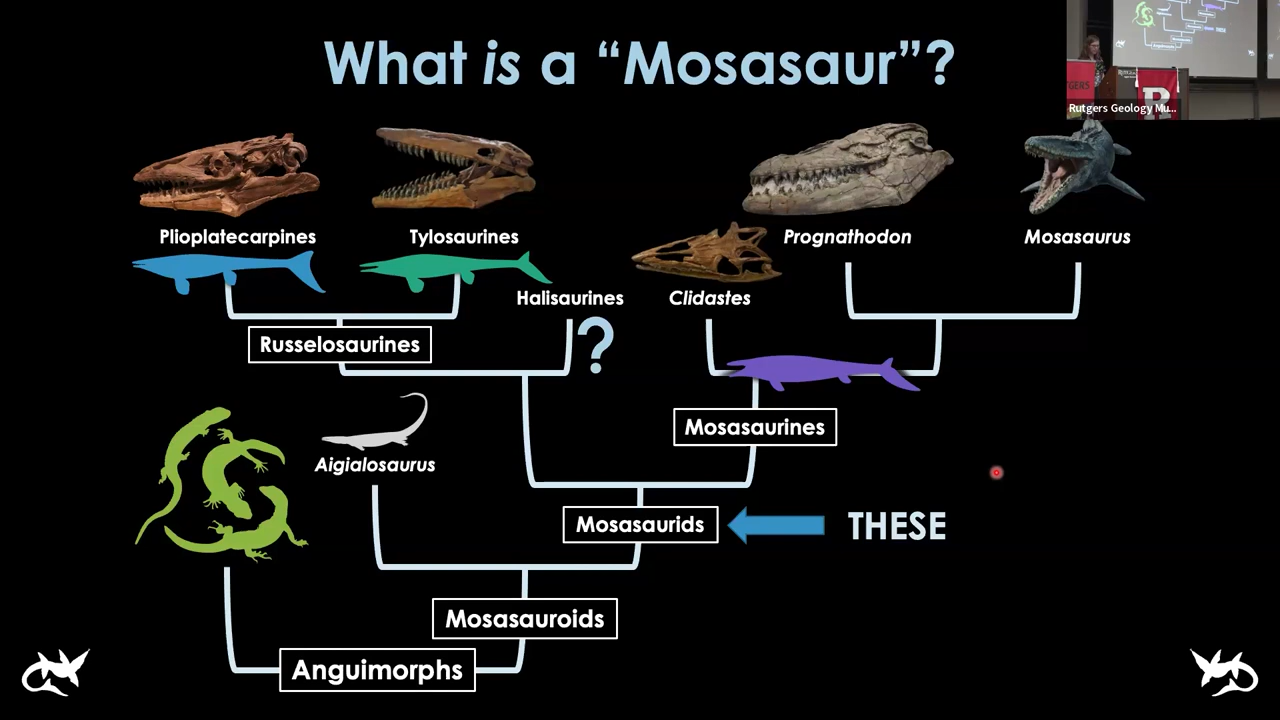 What is a “Mosasaur”?
Rutgers Geology Mu...
Plioplatecarpines
Tylosaurines
Prognathodon
Mosasaurus
Halisaurines
Clidastes
?
Russelosaurines
Mosasaurines
Aigialosaurus
Mosasaurids
THESE
Mosasauroids
Anguimorphs